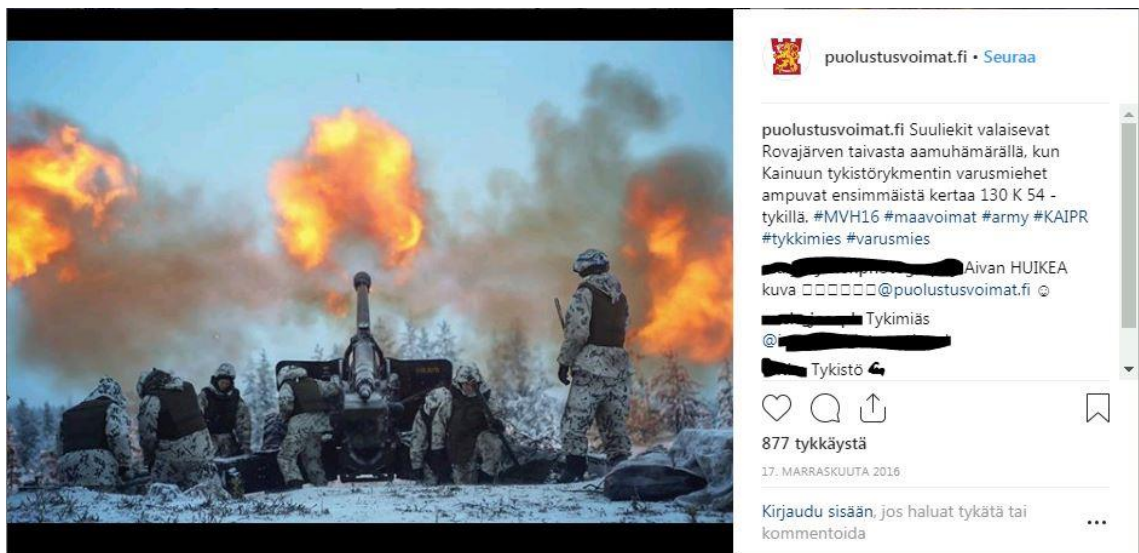 puolustusvoimat.fi • Seuraa
puolustusvoimat.fi Suuliekit valaisevat
Rovajärven taivasta aamuhämärällä, kun
Kainuun tykistörykmentin varusmiehet
ampuvat ensimmäistä kertaa 130 K 54 -
tykillä. #MVH16 #maavoimat #army #KAIPR
#tykkimies #varusmies
Aivan HUIKEA
kuva □□□□□□@puolustusvoimat.fi ☺
Tykimiäs
@
Tykistö 💪
877 tykkäystä
17. MARRASKUUTA 2016
Kirjaudu sisään, jos haluat tykätä tai
kommentoida